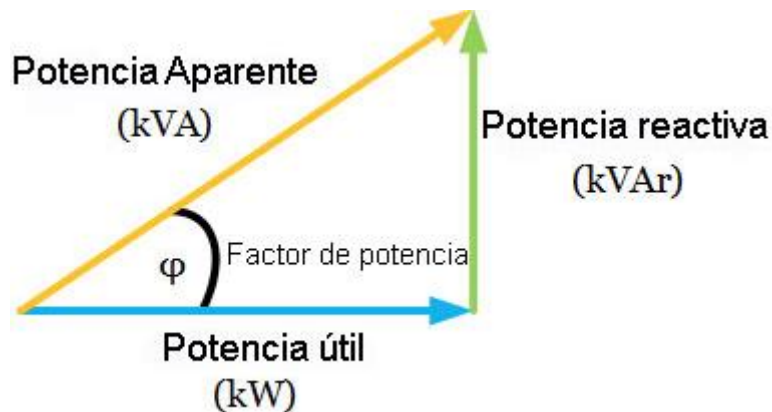 Potencia Aparente
(kVA)
Potencia reactiva
(kVAr)
φ
Factor de potencia
Potencia útil
(kW)